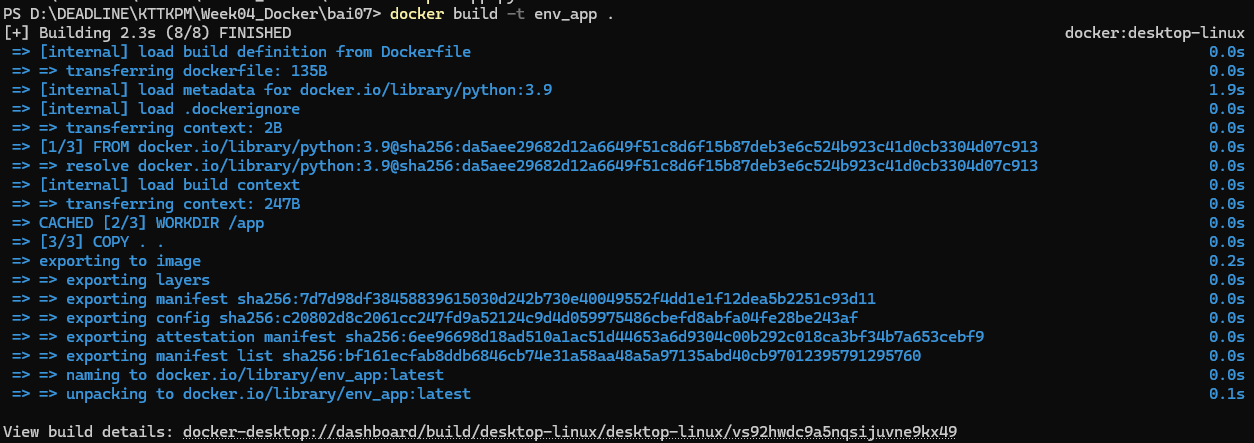 PS D:\DEADLINE\KTTKPM\Week04_Docker\bai07> docker build -t env_app .
[+] Building 2.3s (8/8) FINISHED docker:desktop-linux
=> [internal] load build definition from Dockerfile 0.0s
=> => transferring dockerfile: 135B 0.0s
=> [internal] load metadata for docker.io/library/python:3.9 1.9s
=> [internal] load .dockerignore 0.0s
=> => transferring context: 2B 0.0s
=> [1/3] FROM docker.io/library/python:3.9@sha256:da5aee29682d12a6649f51c8d6f15b87deb3e6c524b923c41d0cb3304d07c913 0.0s
=> => resolve docker.io/library/python:3.9@sha256:da5aee29682d12a6649f51c8d6f15b87deb3e6c524b923c41d0cb3304d07c913 0.0s
=> [internal] load build context 0.0s
=> => transferring context: 247B 0.0s
=> CACHED [2/3] WORKDIR /app 0.0s
=> [3/3] COPY . . 0.0s
=> exporting to image 0.2s
=> => exporting layers 0.0s
=> => exporting manifest sha256:7d7d98df38458839615030d242b730e40049552f4dd1e1f12dea5b2251c93d11 0.0s
=> => exporting config sha256:c20802d8c2061cc247fd9a52124c9d4d059975486cbefd8abfa04fe28be243af 0.0s
=> => exporting attestation manifest sha256:6ee96698d18ad510a1ac51d44653a6d9304c00b292c018ca3bf34b7a653cebf9 0.0s
=> => exporting manifest list sha256:bf161ecfab8ddb6846cb74e31a58aa48a5a97135abd40cb97012395791295760 0.0s
=> => naming to docker.io/library/env_app:latest 0.0s
=> => unpacking to docker.io/library/env_app:latest 0.1s
View build details: docker-desktop://dashboard/build/desktop-linux/desktop-linux/vs92hwdc9a5nqsijuvne9kx49